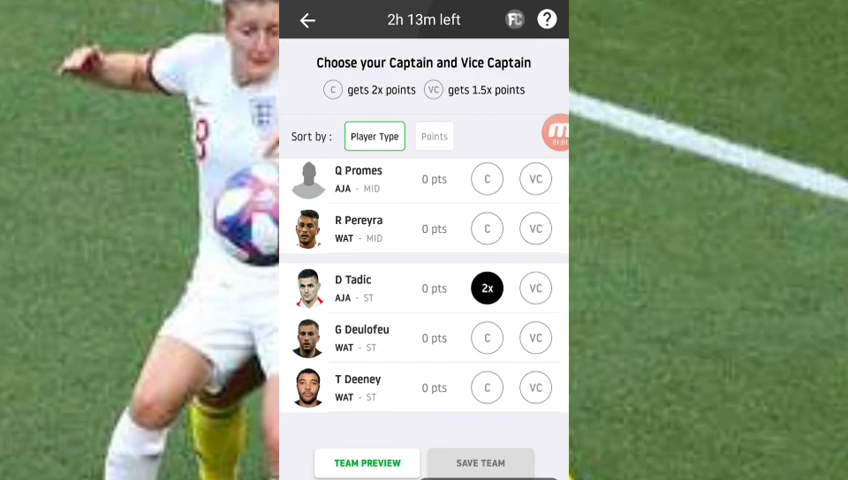 2h 13m left
FC
?
Choose your Captain and Vice Captain
C gets 2x points VC gets 1.5x points
Sort by : Player Type Points
Q Promes
AJA - MID
0 pts C VC
R Pereyra
WAT - MID
0 pts C VC
D Tadic
AJA - ST
0 pts 2x VC
G Deulofeu
WAT - ST
0 pts C VC
T Deeney
WAT - ST
0 pts C VC
TEAM PREVIEW SAVE TEAM
8